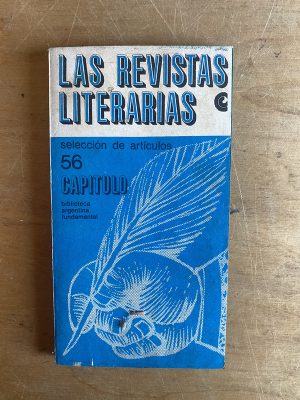 LAS REVISTAS
LITERARIAS
selección de artículos
56
CAPITULO
biblioteca
argentina
fundamental